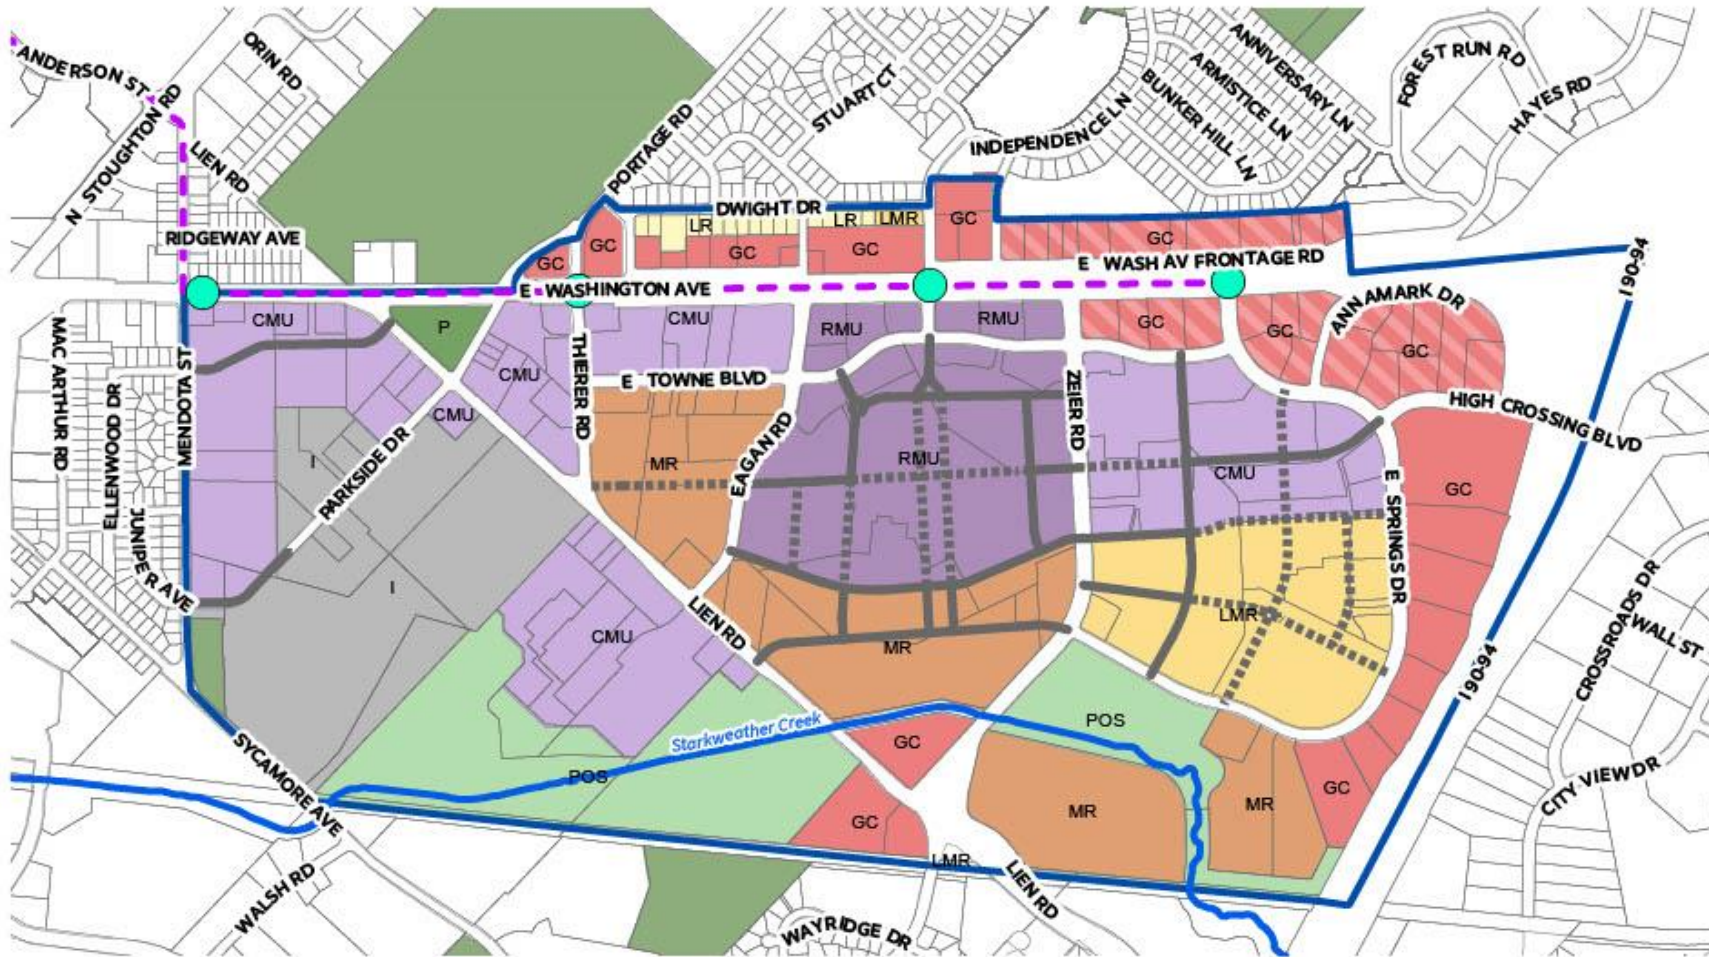 ANDERSON ST
ORIN RD
N STOUGHTON RD
LIEN RD
PORTAGE RD
STUART CT
INDEPENDENCE LN
ANNIVERSARY LN
ARMISTICE LN
BUNKER HILL LN
FOREST RUN RD
HAYES RD
RIDGEWAY AVE
DWIGHT DR
LR
LR
LMR
GC
GC
GC
GC
GC
GC
E WASH AV FRONTAGE RD
I 90-94
E WASHINGTON AVE
ANNAMARK DR
CMU
P
CMU
RMU
RMU
GC
GC
GC
MAC ARTHUR RD
ELLENWOOD DR
MENDOTA ST
CMU
THERER RD
E TOWNE BLVD
ZEIER RD
HIGH CROSSING BLVD
CMU
PARKSIDE DR
I
MR
EAGAN RD
RMU
CMU
E SPRINGS DR
GC
JUNIPER AVE
I
CMU
LIEN RD
MR
LMR
CROSSROADS DR
WALL ST
I 90-94
SYCAMORE AVE
Starkweather Creek
POS
POS
GC
GC
MR
MR
GC
GC
CITY VIEW DR
WALSH RD
LMR
LIEN RD
WAYRIDGE DR